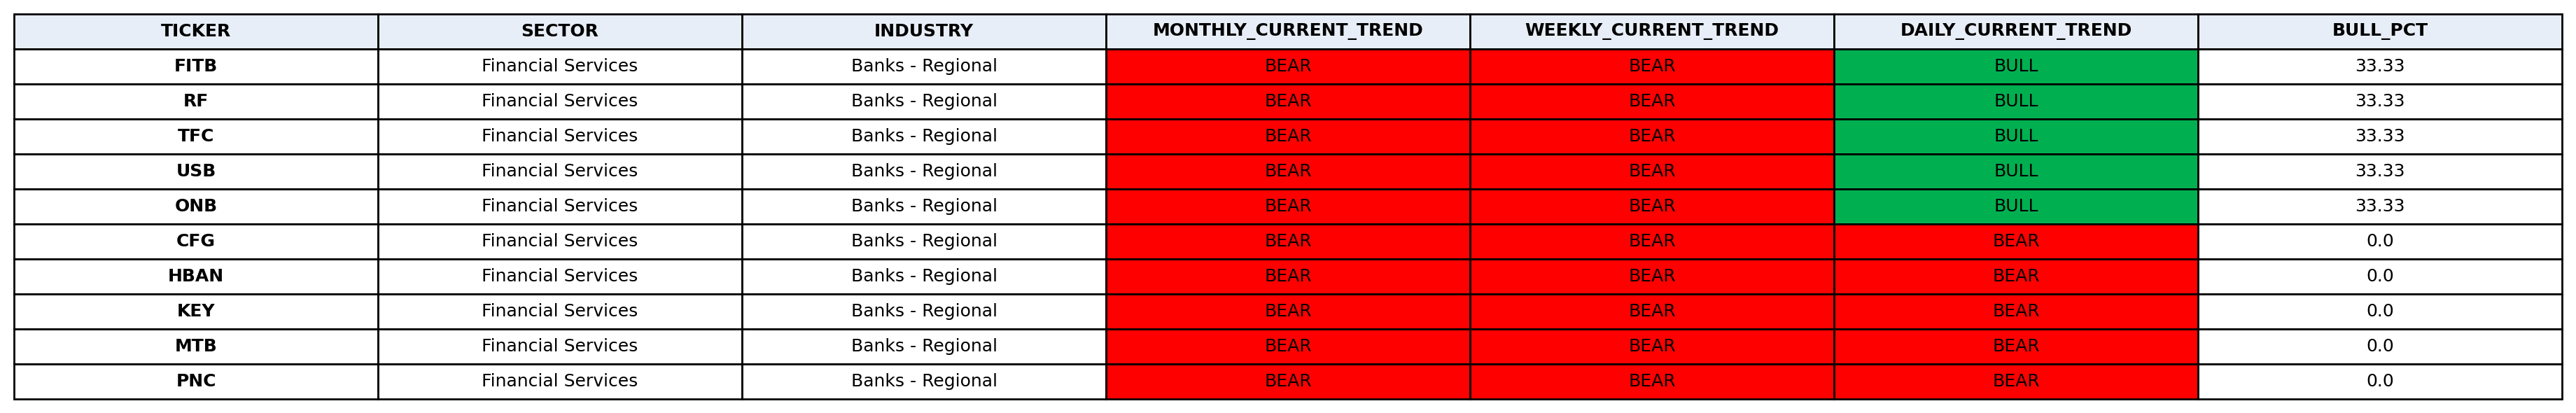 TICKER SECTOR INDUSTRY MONTHLY_CURRENT_TREND WEEKLY_CURRENT_TREND DAILY_CURRENT_TREND BULL_PCT
FITB Financial Services Banks - Regional BEAR BEAR BULL 33.33
RF Financial Services Banks - Regional BEAR BEAR BULL 33.33
TFC Financial Services Banks - Regional BEAR BEAR BULL 33.33
USB Financial Services Banks - Regional BEAR BEAR BULL 33.33
ONB Financial Services Banks - Regional BEAR BEAR BULL 33.33
CFG Financial Services Banks - Regional BEAR BEAR BEAR 0.0
HBAN Financial Services Banks - Regional BEAR BEAR BEAR 0.0
KEY Financial Services Banks - Regional BEAR BEAR BEAR 0.0
MTB Financial Services Banks - Regional BEAR BEAR BEAR 0.0
PNC Financial Services Banks - Regional BEAR BEAR BEAR 0.0